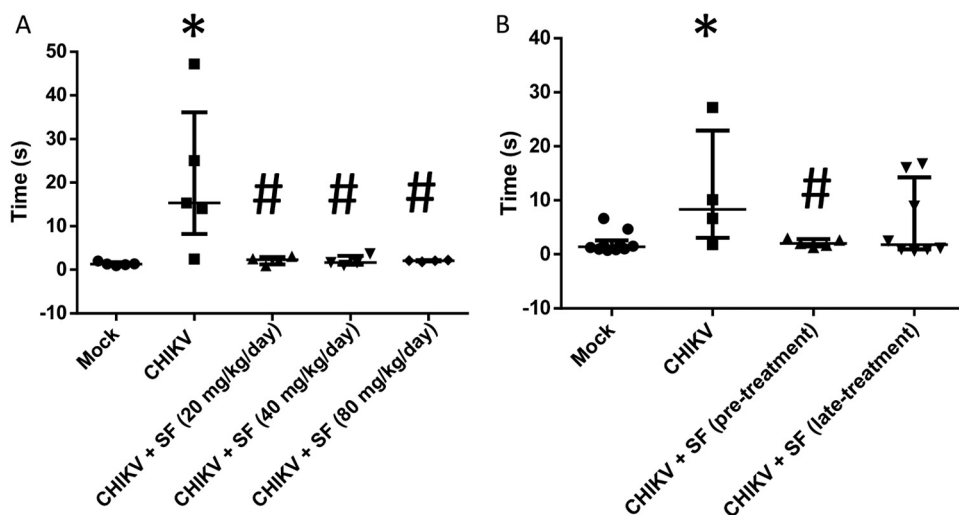 A
*
50
40
30
20
10
0
-10
Time (s)
# # #
Mock
CHIKV
CHIKV + SF (20 mg/kg/day)
CHIKV + SF (40 mg/kg/day)
CHIKV + SF (80 mg/kg/day)
B
*
40
30
20
10
0
-10
Time (s)
#
Mock
CHIKV
CHIKV + SF (pre-treatment)
CHIKV + SF (late-treatment)